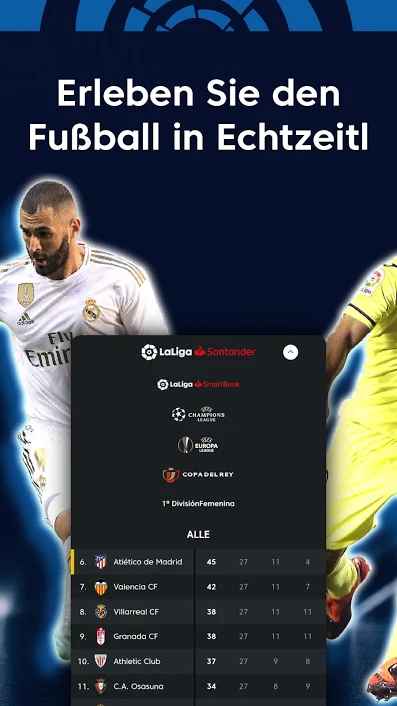 Erleben Sie den
Fußball in Echtzeitl
Fly
Emir
LaLiga
LaLiga Santander
LaLiga SmartBank
CHAMPIONS
LEAGUE
EUROPA
LEAGUE
COPA DEL REY
1ª DivisiónFemenina
ALLE
6. Atlético de Madrid 45 27 11 4
7. Valencia CF 42 27 11 7
8. Villarreal CF 38 27 11 11
9. Granada CF 38 27 11 11
10. Athletic Club 37 27 9 8
11. C.A. Osasuna 34 27 8 9